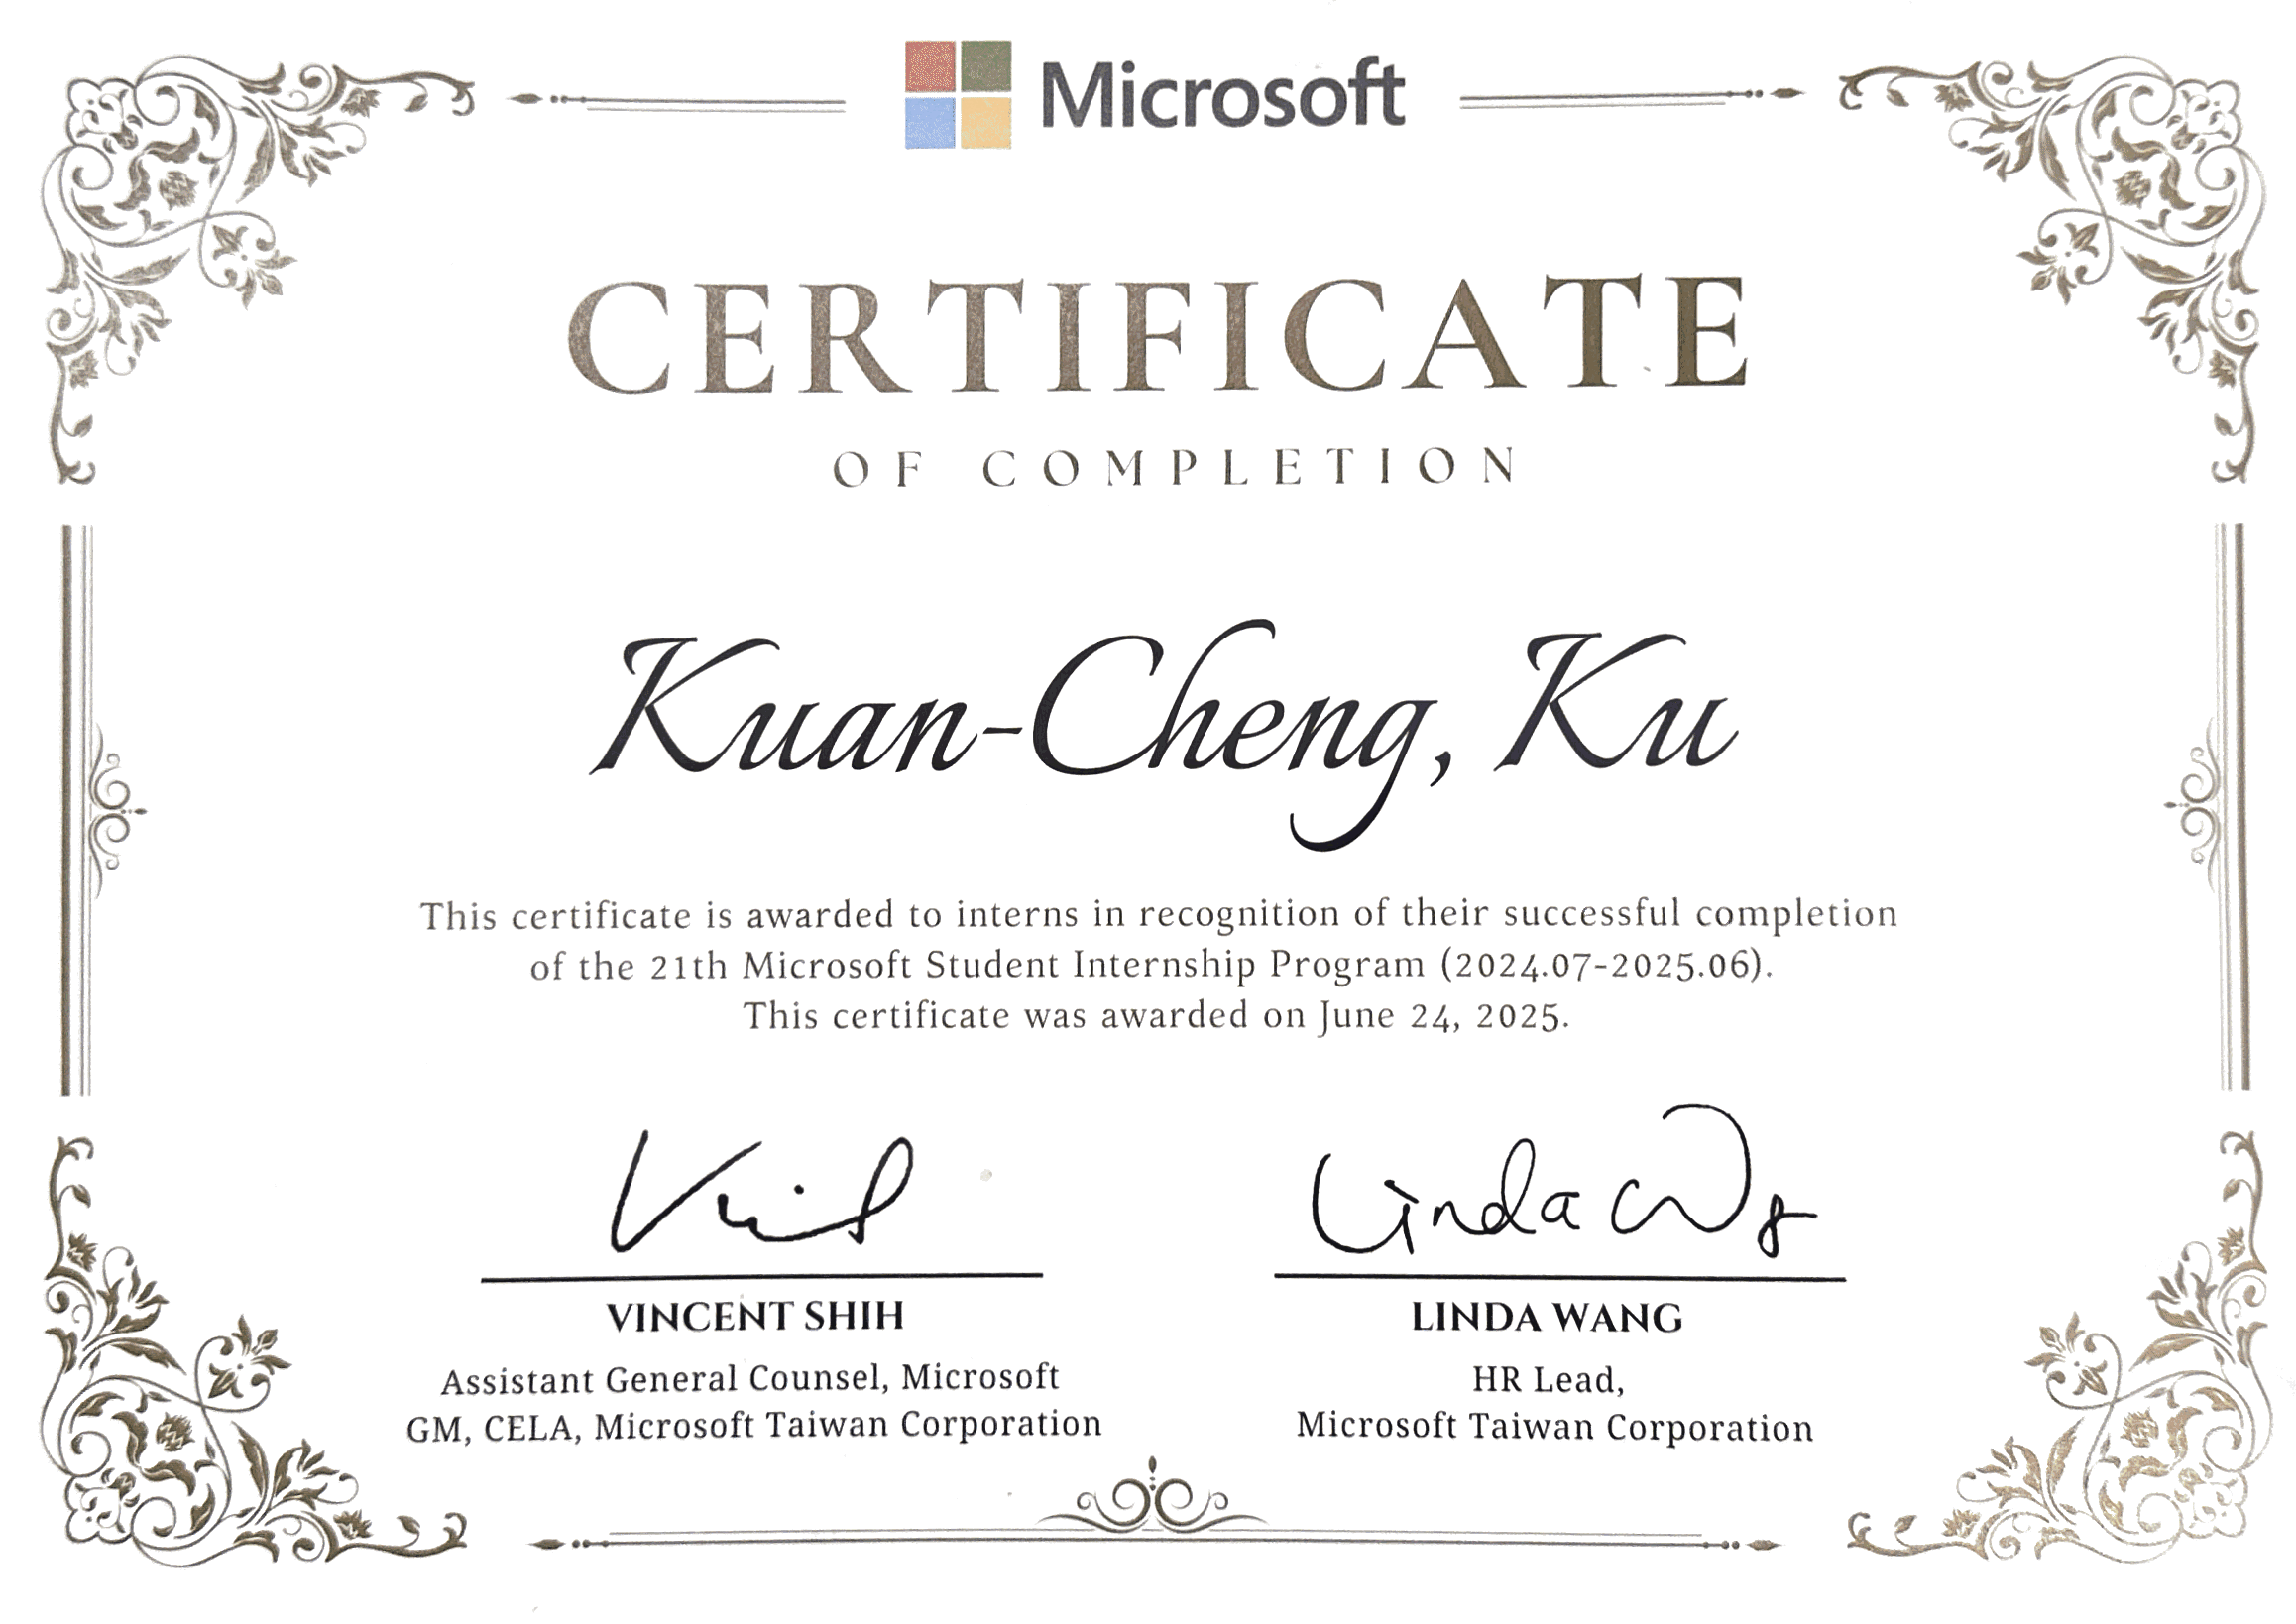 Microsoft
CERTIFICATE
OF COMPLETION
Kuan-Cheng, Ku
This certificate is awarded to interns in recognition of their successful completion
of the 21th Microsoft Student Internship Program (2024.07-2025.06).
This certificate was awarded on June 24, 2025.
Linda Wang
VINCENT SHIH
LINDA WANG
Assistant General Counsel, Microsoft
GM, CELA, Microsoft Taiwan Corporation
HR Lead,
Microsoft Taiwan Corporation